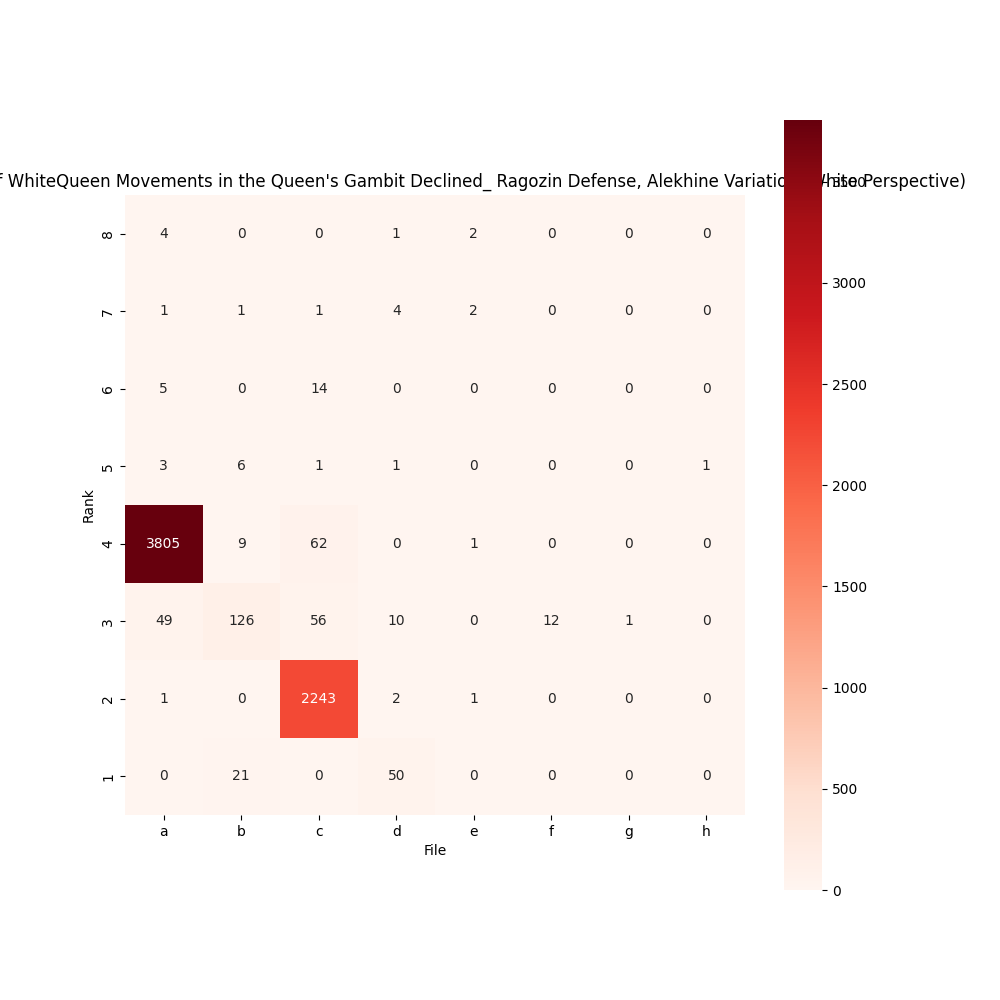 f WhiteQueen Movements in the Queen's Gambit Declined_ Ragozin Defense, Alekhine Variation (White Perspective)
8 4 0 0 1 2 0 0 0
7 1 1 1 4 2 0 0 0
6 5 0 14 0 0 0 0 0
5 3 6 1 1 0 0 0 1
4 3805 9 62 0 1 0 0 0
3 49 126 56 10 0 12 1 0
2 1 0 2243 2 1 0 0 0
1 0 21 0 50 0 0 0 0
a b c d e f g h
Rank
File
3500
3000
2500
2000
1500
1000
500
0